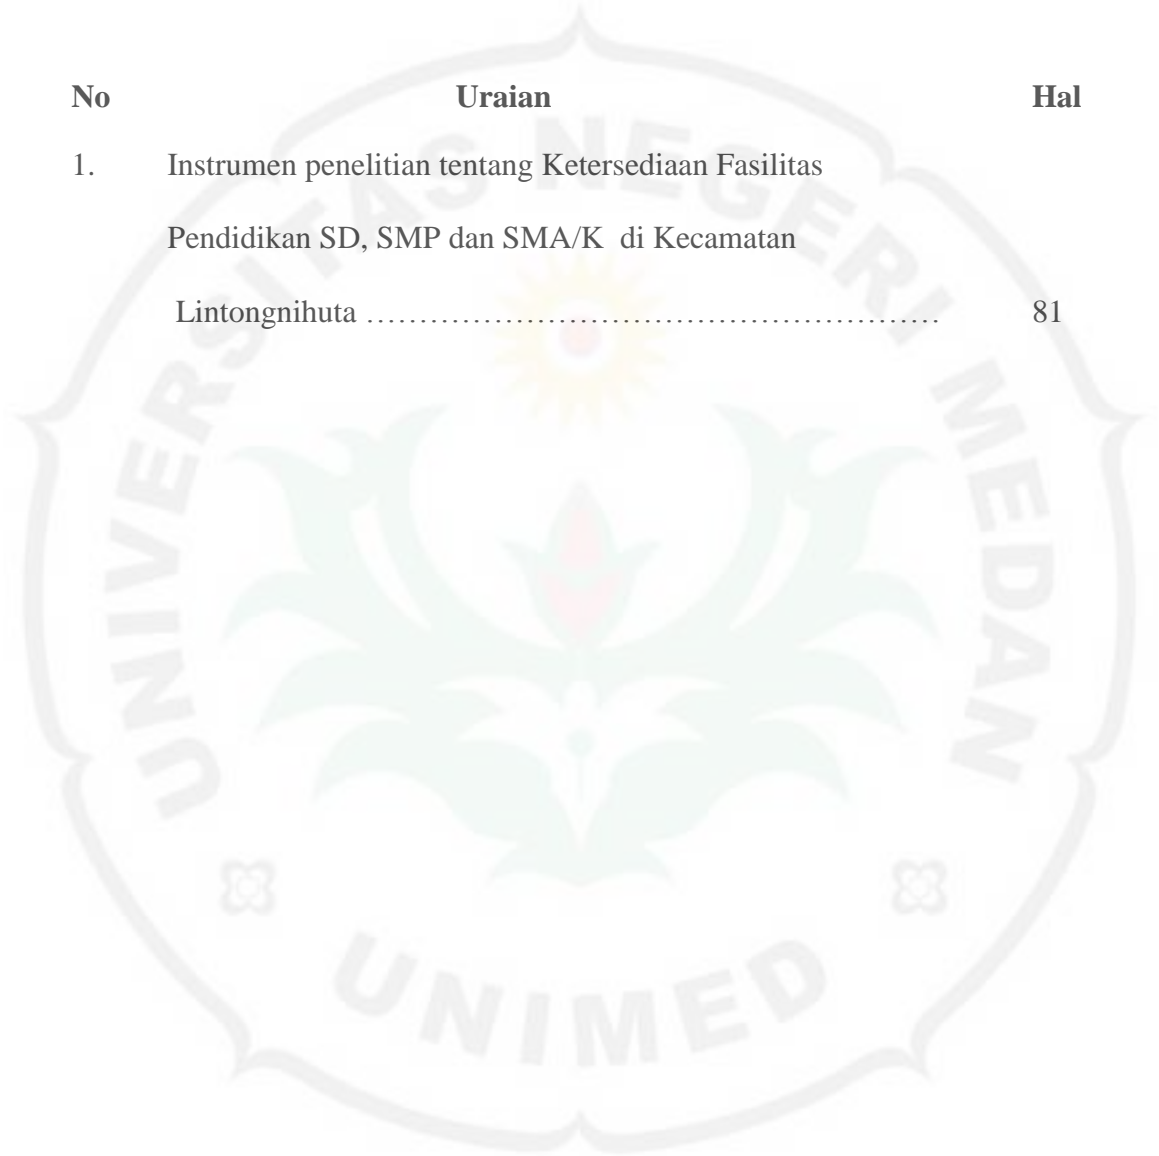 No Uraian Hal
1. Instrumen penelitian tentang Ketersediaan Fasilitas
Pendidikan SD, SMP dan SMA/K di Kecamatan
Lintongnihuta ………………………………………………… 81
UNIVERSITAS NEGERI MEDAN
UNIMED